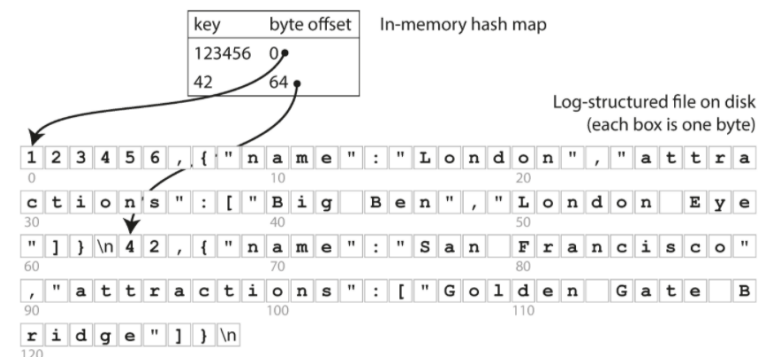 key byte offset In-memory hash map
123456 0
42 64
Log-structured file on disk
(each box is one byte)
123456,{"name":"London","attra
0 10 20
ctions":["Big Ben","London Eye
30 40 50
"]}\n42,{"name":"San Francisco"
60 70 80
,"attractions":["Golden Gate B
90 100 110
ridge"]}\n
120